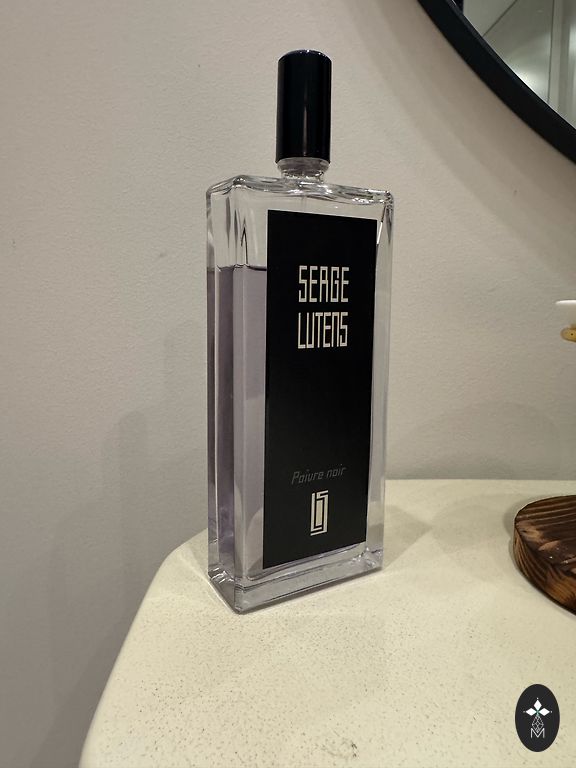 SERGE
LUTENS
Poivre noir